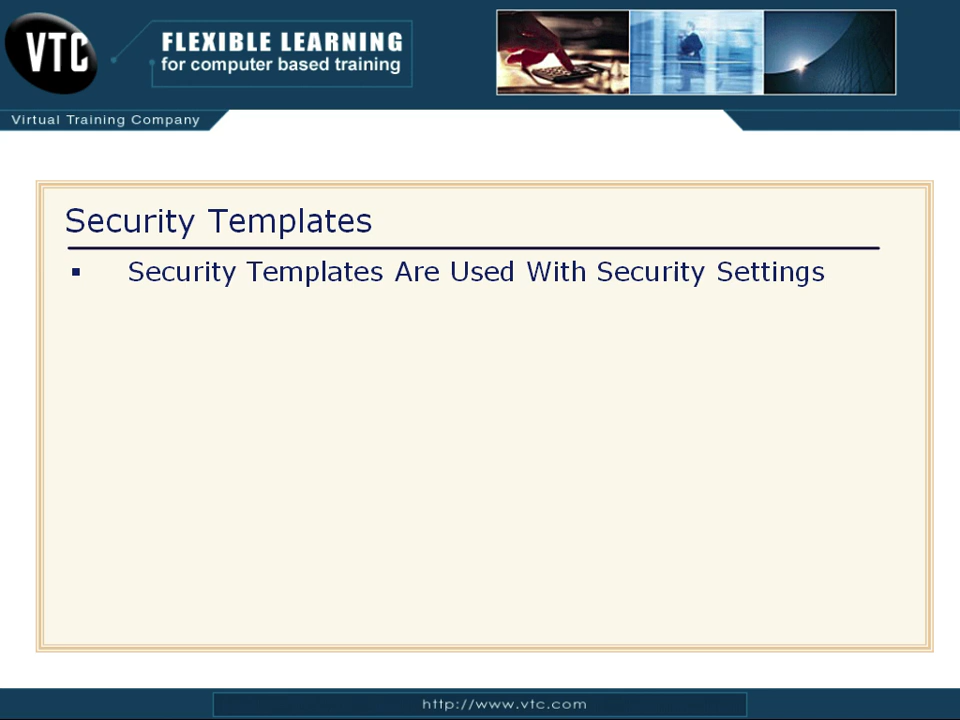 VTC
FLEXIBLE LEARNING
for computer based training
Virtual Training Company
Security Templates
▪ Security Templates Are Used With Security Settings
http://www.vtc.com